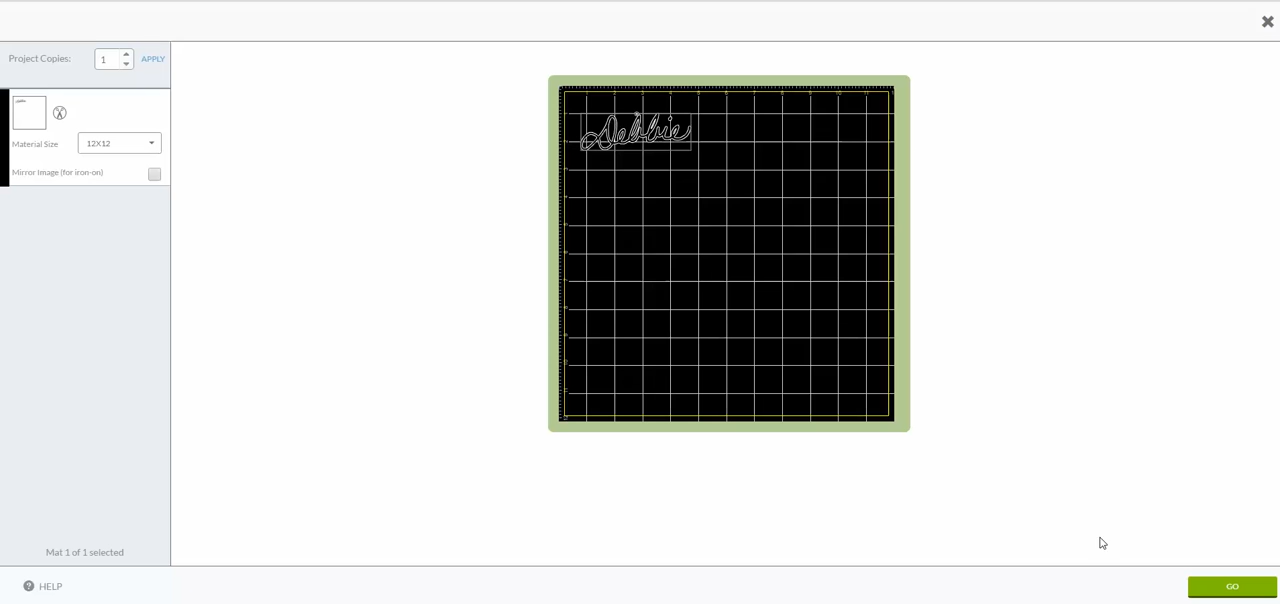 Project Copies:
1
APPLY
Material Size
12X12
Mirror Image (for iron-on)
Debbie
Mat 1 of 1 selected
? HELP
GO